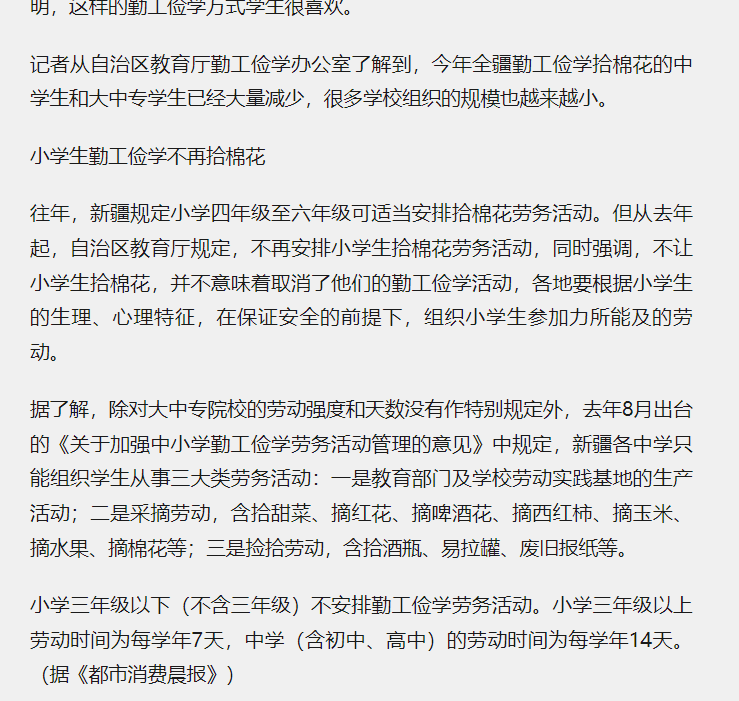 明，这样的勤工俭学方式学生很喜欢。
记者从自治区教育厅勤工俭学办公室了解到，今年全疆勤工俭学拾棉花的中
学生和大中专学生已经大量减少，很多学校组织的规模也越来越小。
小学生勤工俭学不再拾棉花
往年，新疆规定小学四年级至六年级可适当安排拾棉花劳务活动。但从去年
起，自治区教育厅规定，不再安排小学生拾棉花劳务活动，同时强调，不让
小学生拾棉花，并不意味着取消了他们的勤工俭学活动，各地要根据小学生
的生理、心理特征，在保证安全的前提下，组织小学生参加力所能及的劳
动。
据了解，除对大中专院校的劳动强度和天数没有作特别规定外，去年8月出台
的《关于加强中小学勤工俭学劳务活动管理的意见》中规定，新疆各中学只
能组织学生从事三大类劳务活动：一是教育部门及学校劳动实践基地的生产
活动；二是采摘劳动，含拾甜菜、摘红花、摘啤酒花、摘西红柿、摘玉米、
摘水果、摘棉花等；三是捡拾劳动，含拾酒瓶、易拉罐、废旧报纸等。
小学三年级以下（不含三年级）不安排勤工俭学劳务活动。小学三年级以上
劳动时间为每学年7天，中学（含初中、高中）的劳动时间为每学年14天。
（据《都市消费晨报》）